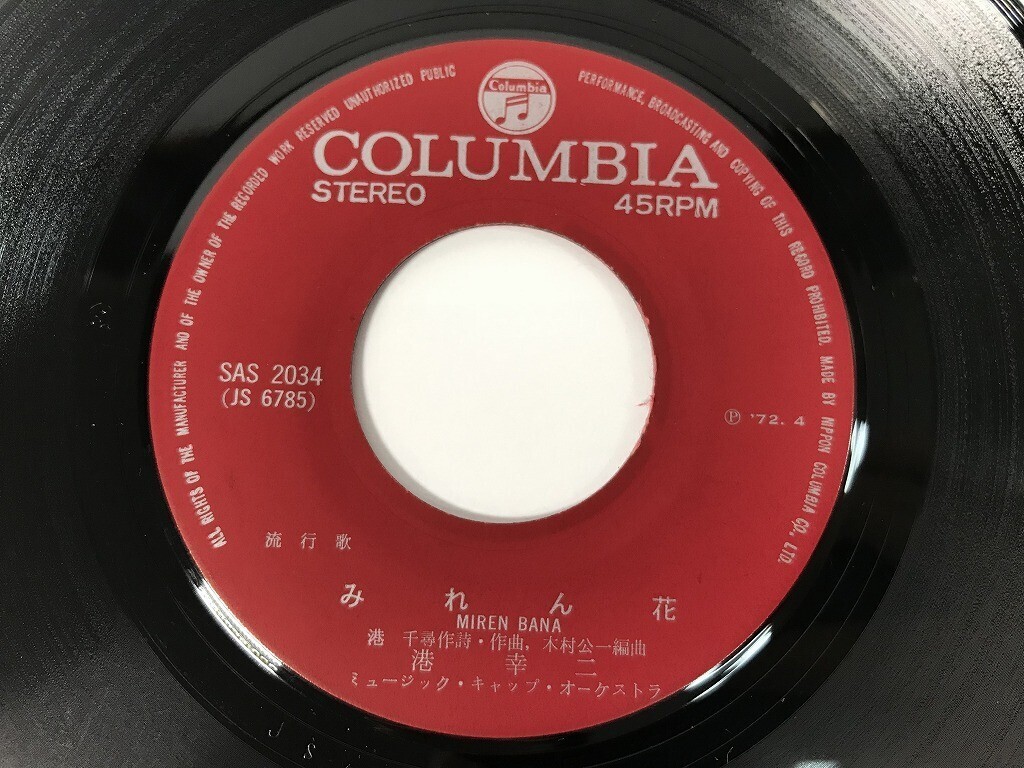 ALL RIGHTS OF THE MANUFACTURER AND OF THE OWNER OF THE RECORDED WORK RESERVED UNAUTHORIZED PUBLIC PERFORMANCE, BROADCASTING AND COPYING OF THIS RECORD PROHIBITED. MADE BY NIPPON COLUMBIA CO., LTD.
Columbia
COLUMBIA
STEREO 45RPM
SAS 2034
(JS 6785)
Ⓟ '72.4
流行歌
みれん花
MIREN BANA
港 千尋作詩・作曲, 木村公一編曲
港 幸二
ミュージック・キャップ・オーケストラ
J S